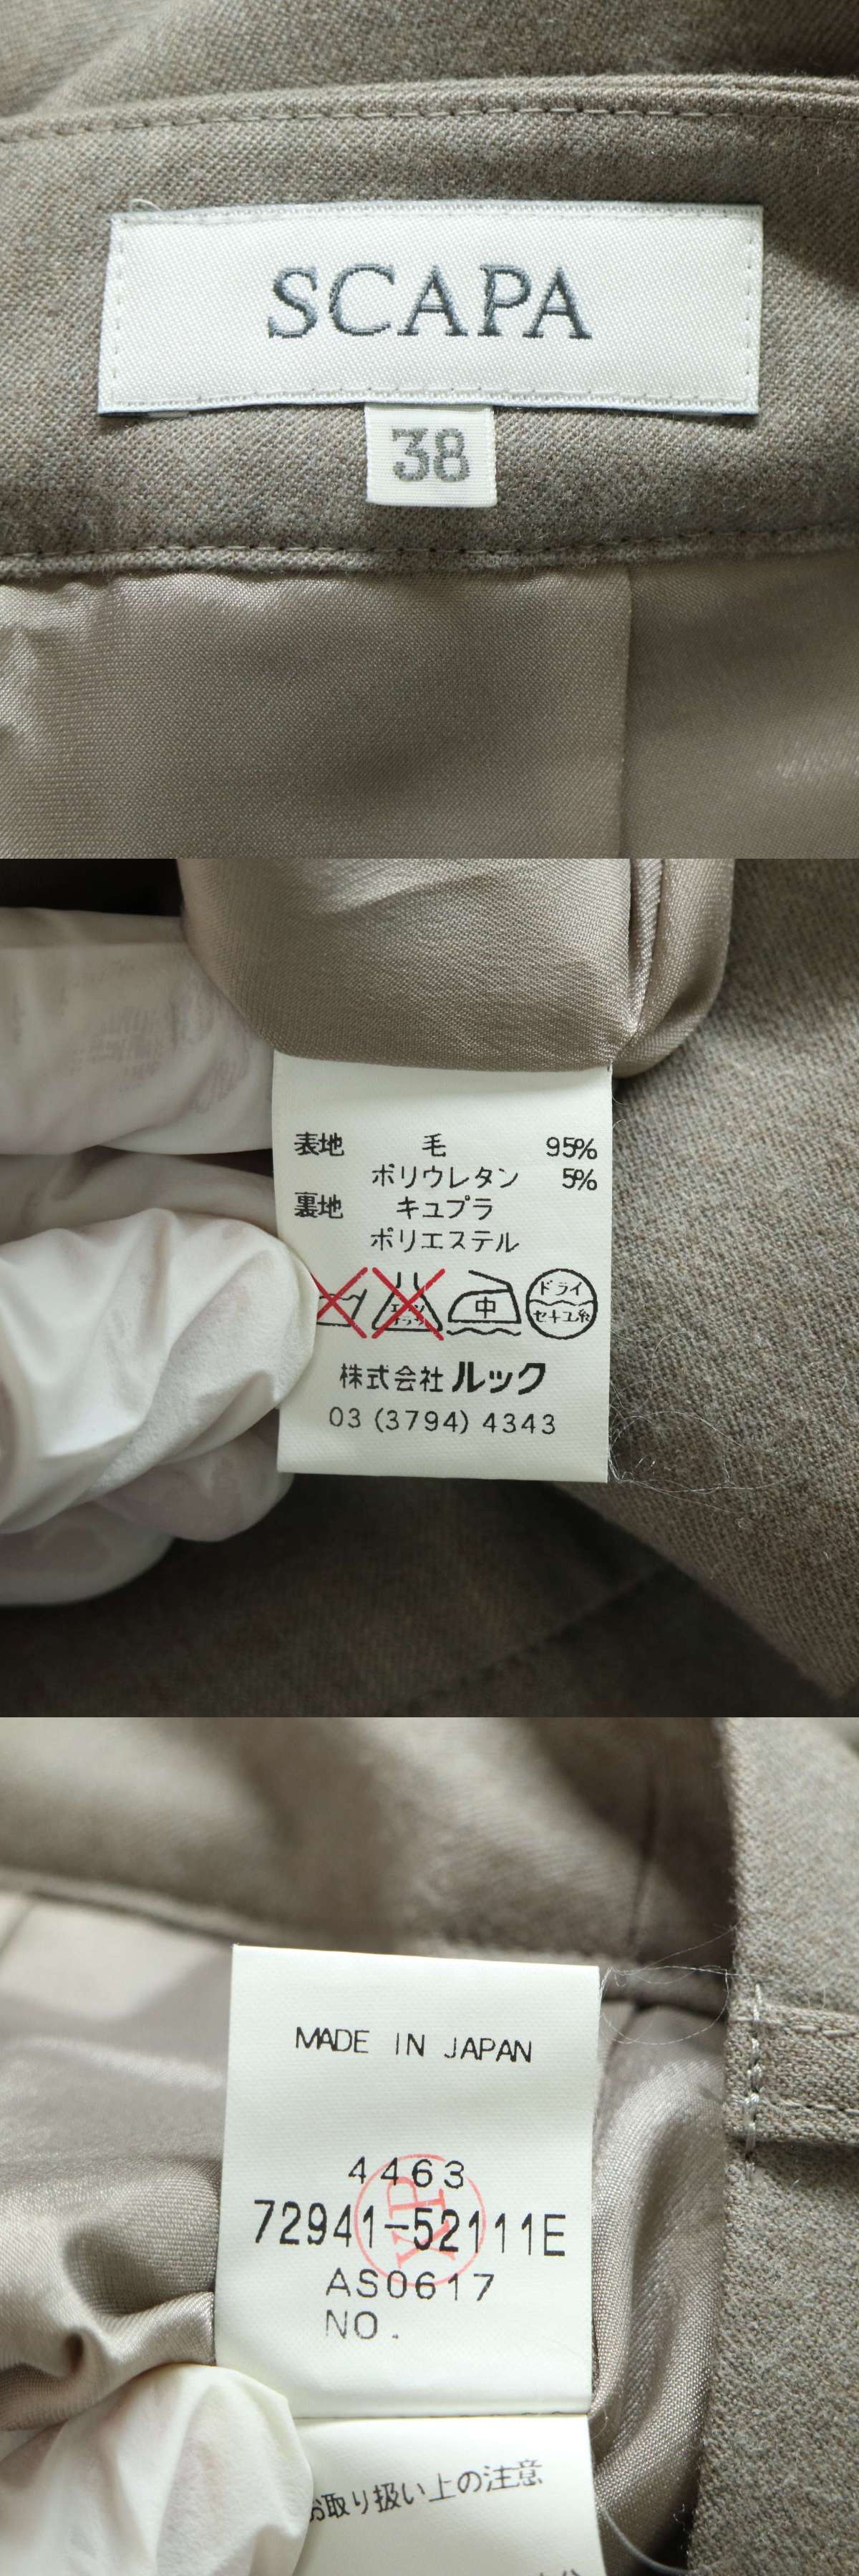 SCAPA
38
表地 毛 95%
ポリウレタン 5%
裏地 キュプラ
ポリエステル
中
ドライ
セキユ系
株式会社 ルック
03 (3794) 4343
MADE IN JAPAN
4463
72941-52111E
AS0617
NO.
お取り扱い上の注意